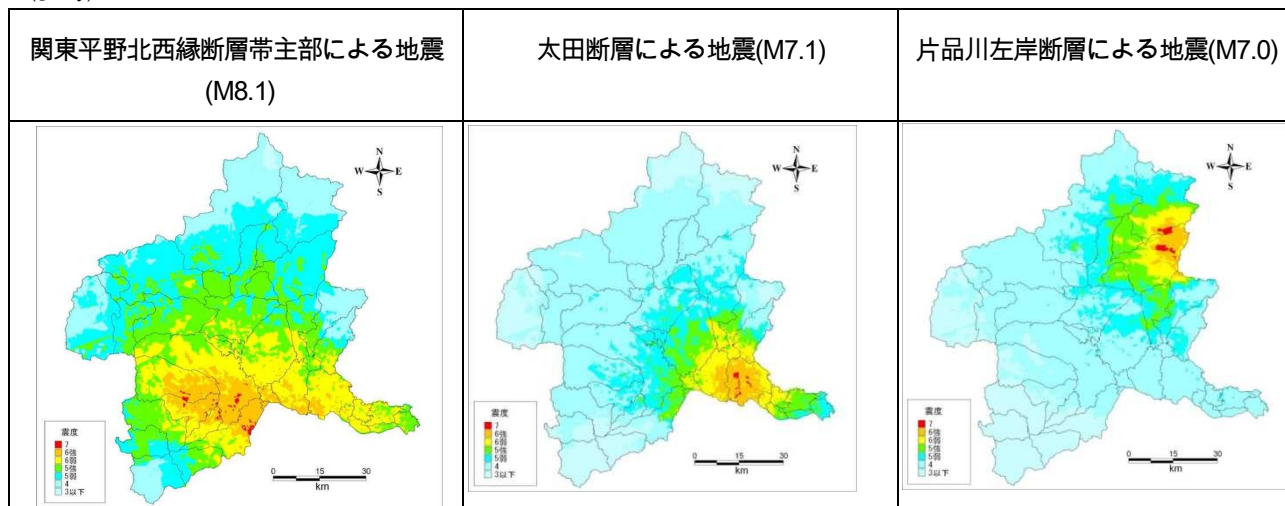 関東平野北西縁断層帯主部による地震
(M8.1)
太田断層による地震(M7.1)
片品川左岸断層による地震(M7.0)
N
W E
S
震度
7
6強
6弱
5強
5弱
4
3以下
0 15 30
km
N
W E
S
震度
7
6強
6弱
5強
5弱
4
3以下
0 15 30
km
N
W E
S
震度
7
6強
6弱
5強
5弱
4
3以下
0 15 30
km